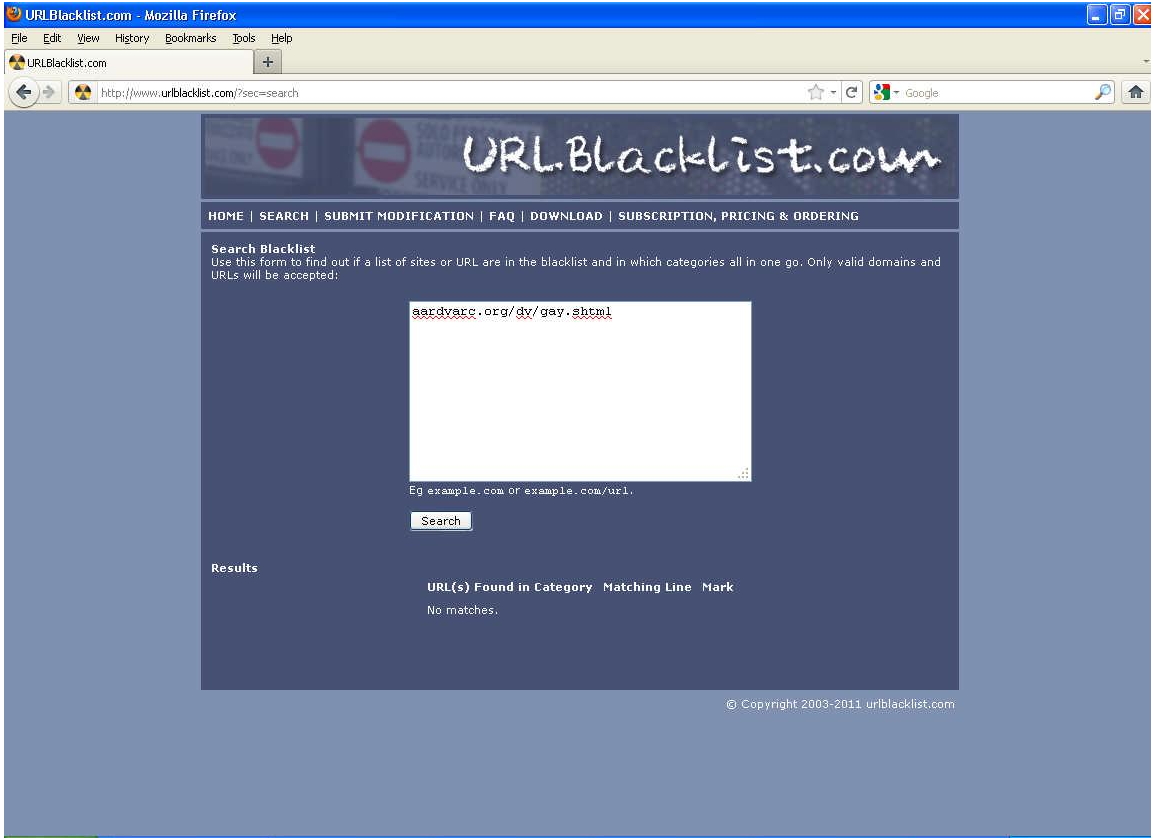 URLBlacklist.com - Mozilla Firefox
File Edit View History Bookmarks Tools Help
URLBlacklist.com
http://www.urlblacklist.com/?sec=search
Google
SERVICE ONLY
URLBlacklist.com
HOME | SEARCH | SUBMIT MODIFICATION | FAQ | DOWNLOAD | SUBSCRIPTION, PRICING & ORDERING
Search Blacklist
Use this form to find out if a list of sites or URL are in the blacklist and in which categories all in one go. Only valid domains and
URLs will be accepted:
aardvarc.org/dv/gay.shtml
Eg example.com or example.com/url.
Search
Results
URL(s) Found in Category Matching Line Mark
No matches.
© Copyright 2003-2011 urlblacklist.com